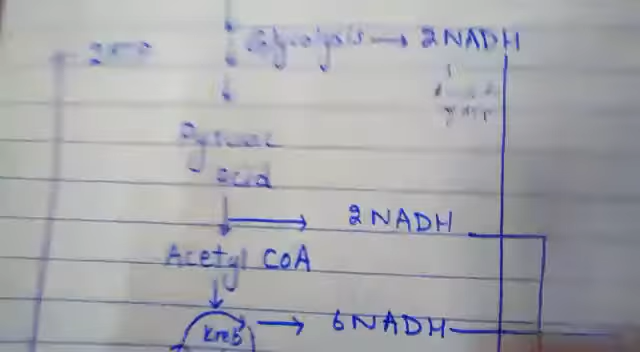 Glycolysis → 2NADH
Pyruvic
acid
→ 2NADH
Acetyl CoA
Kreb → 6NADH